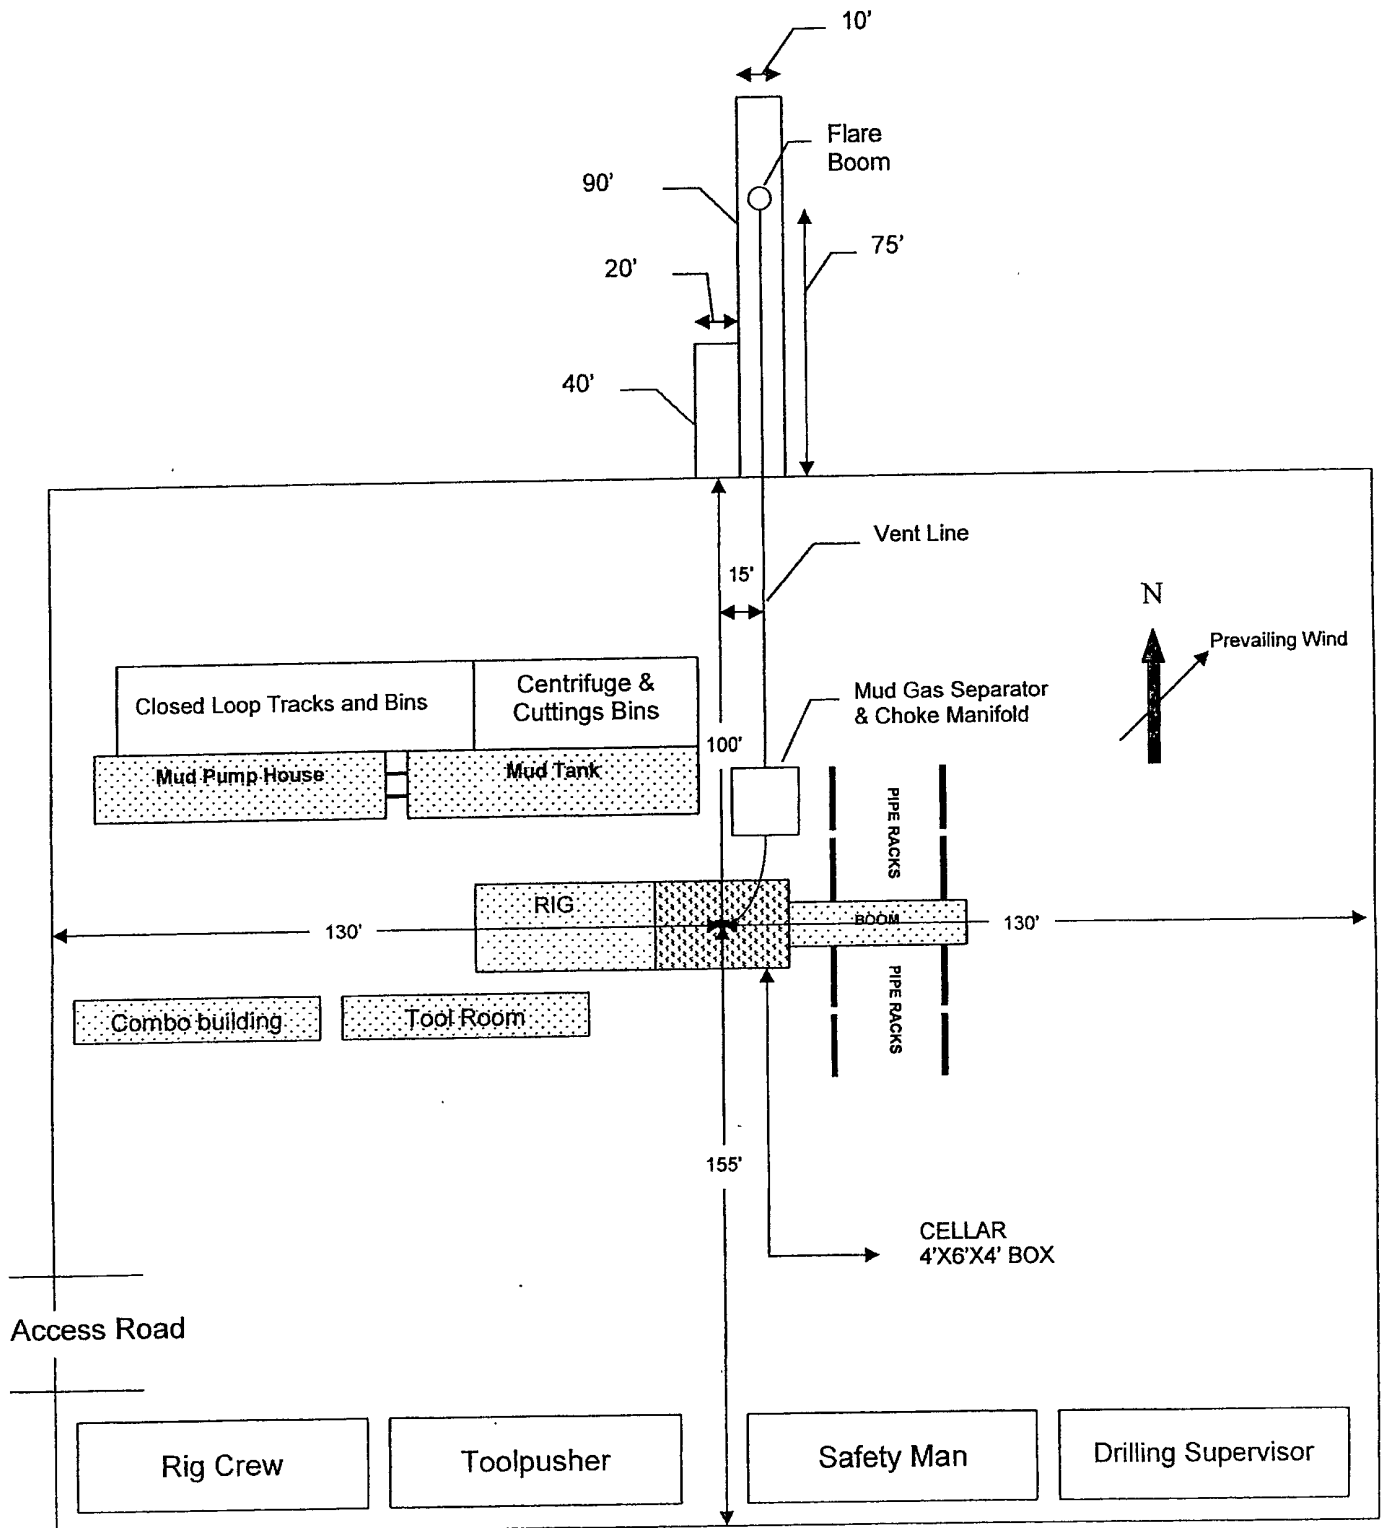 10'
Flare
Boom
90'
75'
20'
40'
Vent Line
15'
N
Prevailing Wind
Closed Loop Tracks and Bins
Centrifuge &
Cuttings Bins
Mud Gas Separator
& Choke Manifold
100'
Mud Pump House
Mud Tank
PIPE RACKS
RIG
BOOM
130'
130'
PIPE RACKS
Combo building
Tool Room
155'
CELLAR
4'X6'X4' BOX
Access Road
Rig Crew
Toolpusher
Safety Man
Drilling Supervisor